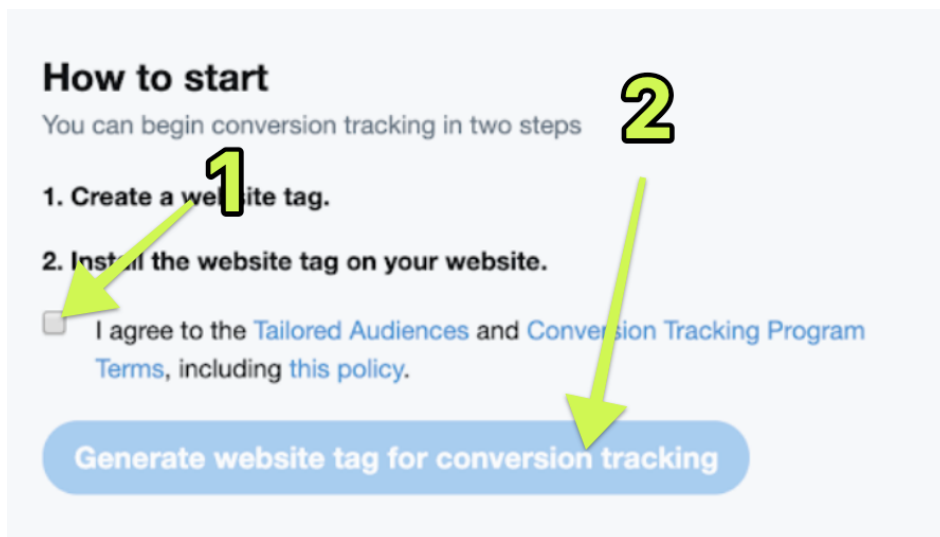 How to start
2
You can begin conversion tracking in two steps
1
1. Create a website tag.
2. Install the website tag on your website.
I agree to the Tailored Audiences and Conversion Tracking Program
Terms, including this policy.
Generate website tag for conversion tracking